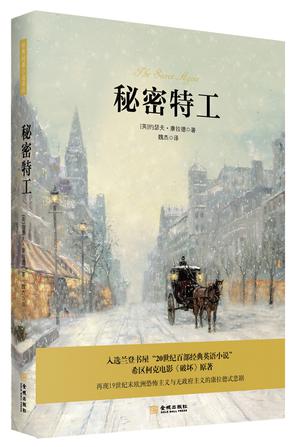 The Secret Agent
秘密特工
[英]约瑟夫·康拉德 著
魏杰 译
秘密特工
入选兰登书屋“20世纪百部经典英语小说”
希区柯克电影《破坏》原著
再现19世纪末欧洲恐怖主义与无政府主义的康拉德式悲剧
金城出版社
GOLD WALL PRESS